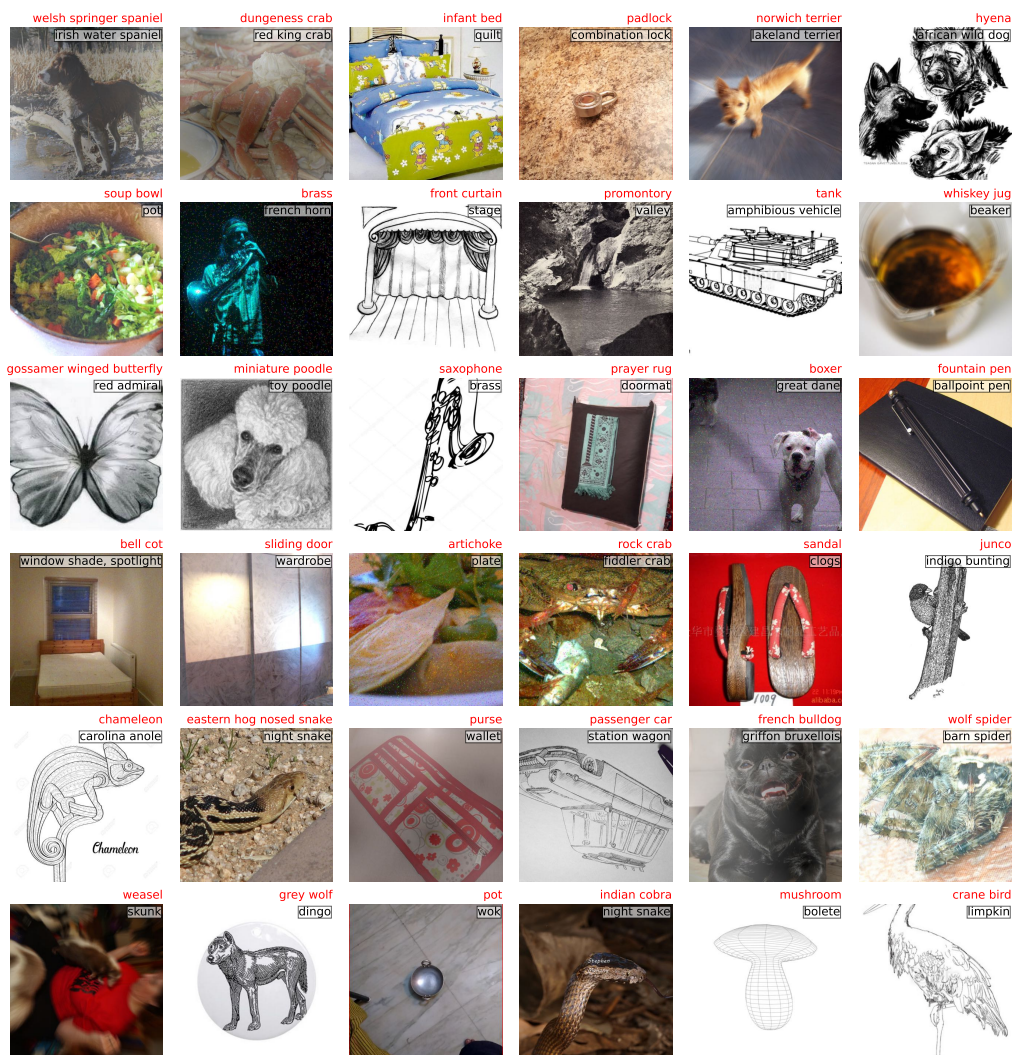 welsh springer spaniel
dungeness crab
infant bed
padlock
norwich terrier
hyena
irish water spaniel
red king crab
quilt
combination lock
lakeland terrier
african wild dog
soup bowl
brass
front curtain
promontory
tank
whiskey jug
pot
french horn
stage
valley
amphibious vehicle
beaker
gossamer winged butterfly
miniature poodle
saxophone
prayer rug
boxer
fountain pen
red admiral
toy poodle
brass
doormat
great dane
ballpoint pen
bell cot
sliding door
artichoke
rock crab
sandal
junco
window shade, spotlight
wardrobe
plate
fiddler crab
clogs
indigo bunting
1009
alibaba.c
chameleon
eastern hog nosed snake
purse
passenger car
french bulldog
wolf spider
carolina anole
night snake
wallet
station wagon
griffon bruxellois
barn spider
Chameleon
weasel
grey wolf
pot
indian cobra
mushroom
crane bird
skunk
dingo
wok
night snake
bolete
limpkin
Stephan